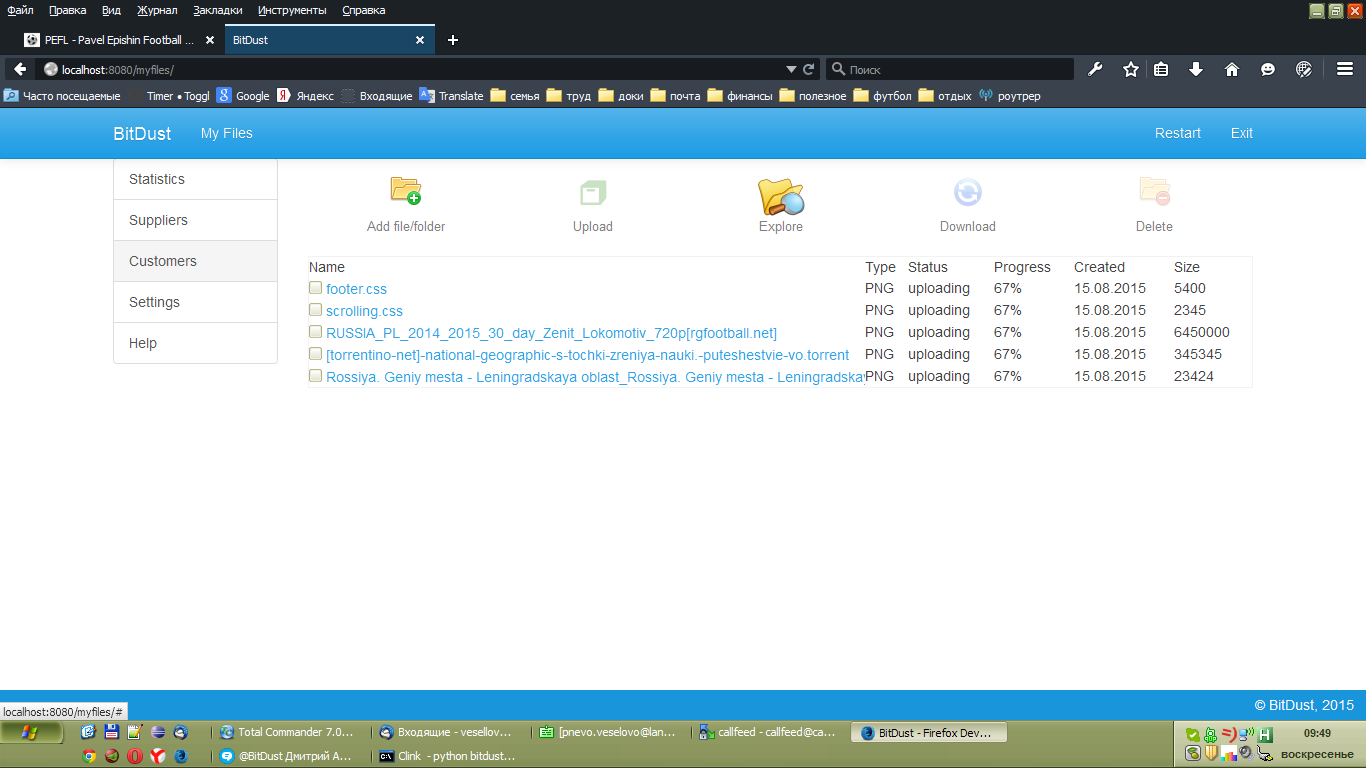 Файл Правка Вид Журнал Закладки Инструменты Справка
PEFL - Pavel Epishin Football ... BitDust
localhost:8080/myfiles/ Поиск
Часто посещаемые Timer • Toggl Google Яндекс Входящие Translate семья труд доки почта финансы полезное футбол отдых роутрер
BitDust My Files Restart Exit
Statistics
Suppliers
Customers
Settings
Help
Add file/folder Upload Explore Download Delete
Name Type Status Progress Created Size
footer.css PNG uploading 67% 15.08.2015 5400
scrolling.css PNG uploading 67% 15.08.2015 2345
RUSSIA_PL_2014_2015_30_day_Zenit_Lokomotiv_720p[rgfootball.net] PNG uploading 67% 15.08.2015 6450000
[torrentino-net]-national-geographic-s-tochki-zreniya-nauki.-puteshestvie-vo.torrent PNG uploading 67% 15.08.2015 345345
Rossiya. Geniy mesta - Leningradskaya oblast_Rossiya. Geniy mesta - Leningradskay PNG uploading 67% 15.08.2015 23424
© BitDust, 2015
localhost:8080/myfiles/#
Total Commander 7.0... Входящие - vesellov... [pnevo.veselovo@lan... callfeed - callfeed@ca... BitDust - Firefox Dev... 09:49
@BitDust Дмитрий А... Clink - python bitdust... воскресенье